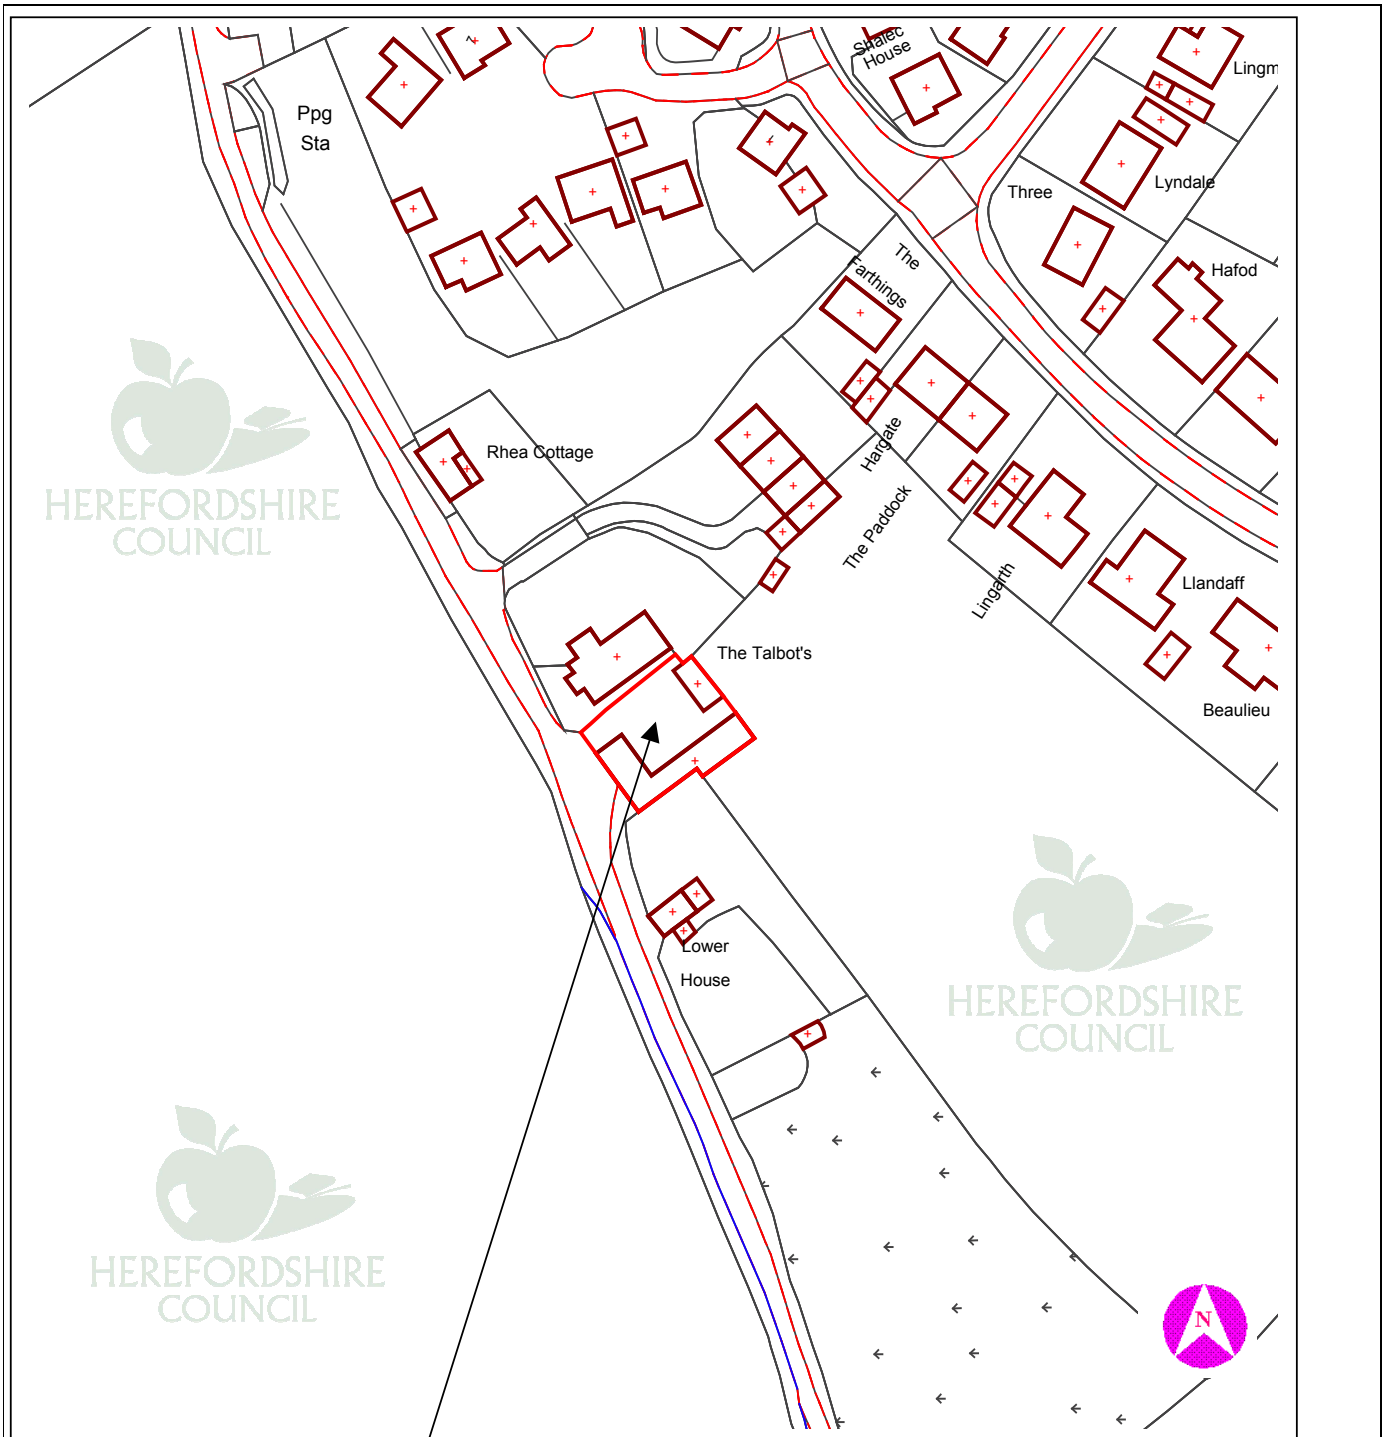 Shalec
House
Lingm
Ppg
Sta
Lyndale
Three
The
Farthings
Hafod
HEREFORDSHIRE
COUNCIL
Rhea Cottage
Hargate
The Paddock
Lingarth
Llandaff
The Talbot's
Beaulieu
Lower
House
HEREFORDSHIRE
COUNCIL
HEREFORDSHIRE
COUNCIL
N